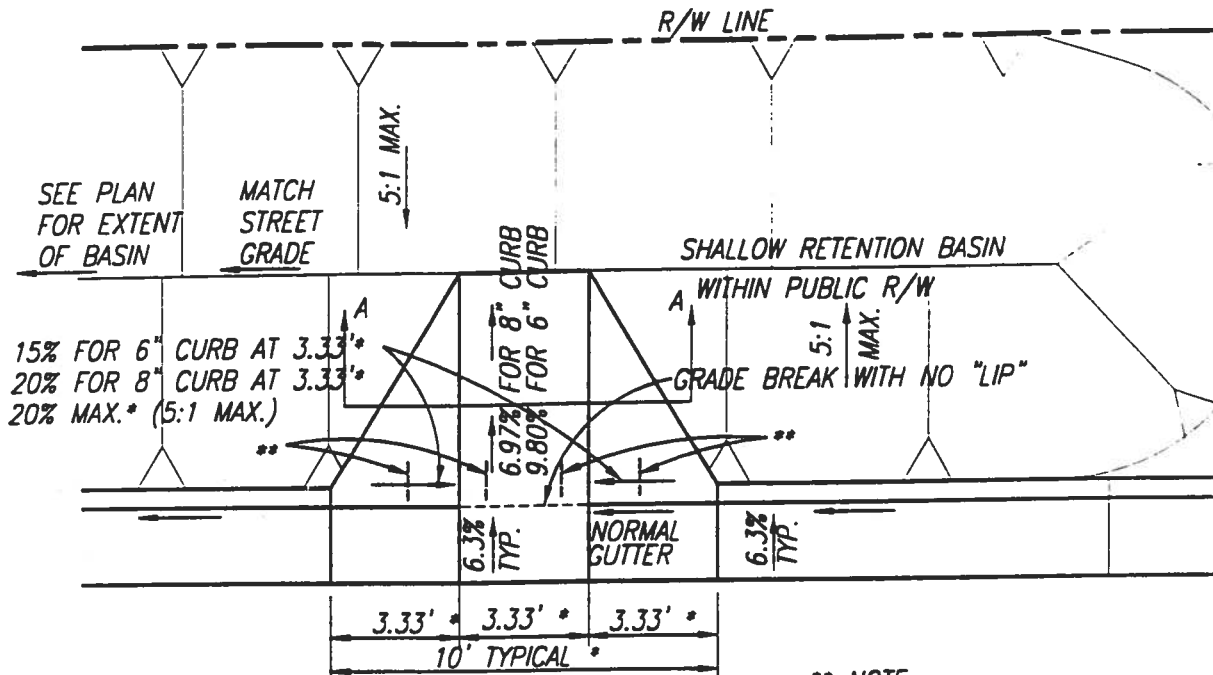 R/W LINE
5:1 MAX.
SEE PLAN
FOR EXTENT
OF BASIN
MATCH
STREET
GRADE
SHALLOW RETENTION BASIN
WITHIN PUBLIC R/W
A
A
6.97% FOR 8" CURB
9.80% FOR 6" CURB
5:1
MAX.
15% FOR 6" CURB AT 3.33'*
20% FOR 8" CURB AT 3.33'*
20% MAX.* (5:1 MAX.)
GRADE BREAK WITH NO "LIP"
**
**
6.3%
TYP.
NORMAL
GUTTER
6.3%
TYP.
3.33' *
3.33' *
3.33' *
10' TYPICAL *
** NOTE